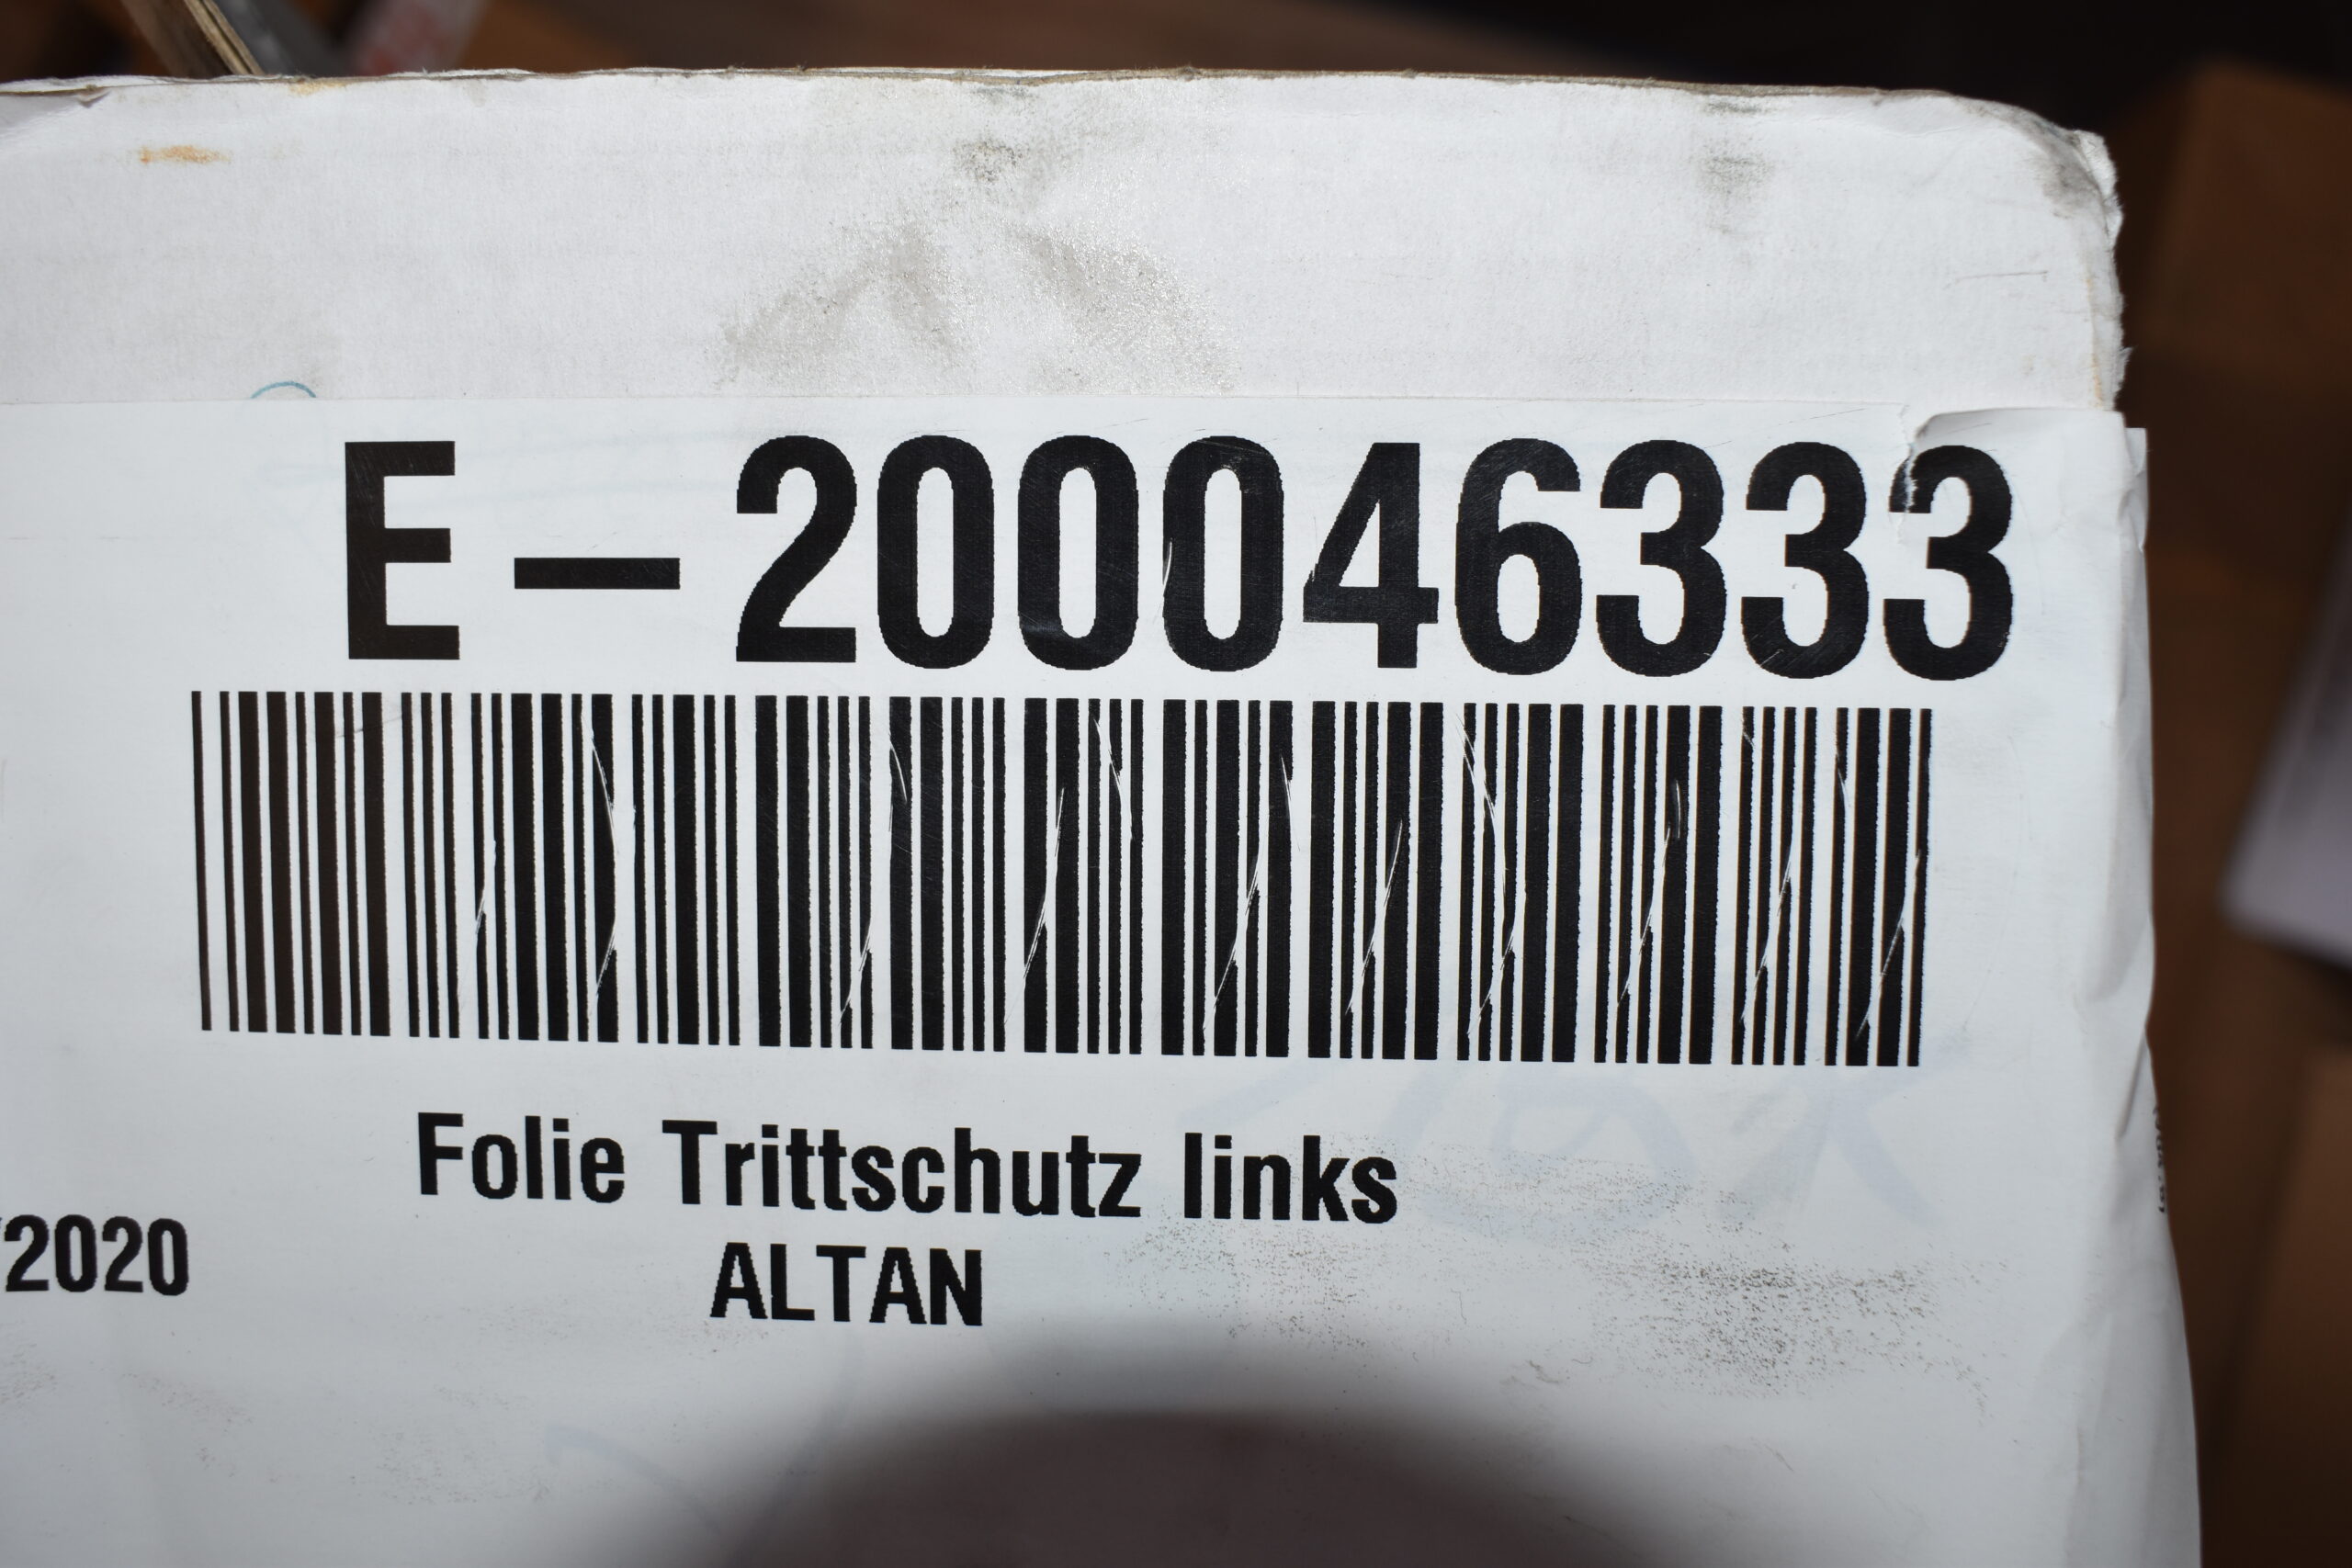 E-200046333
Folie Trittschutz links
/2020
ALTAN